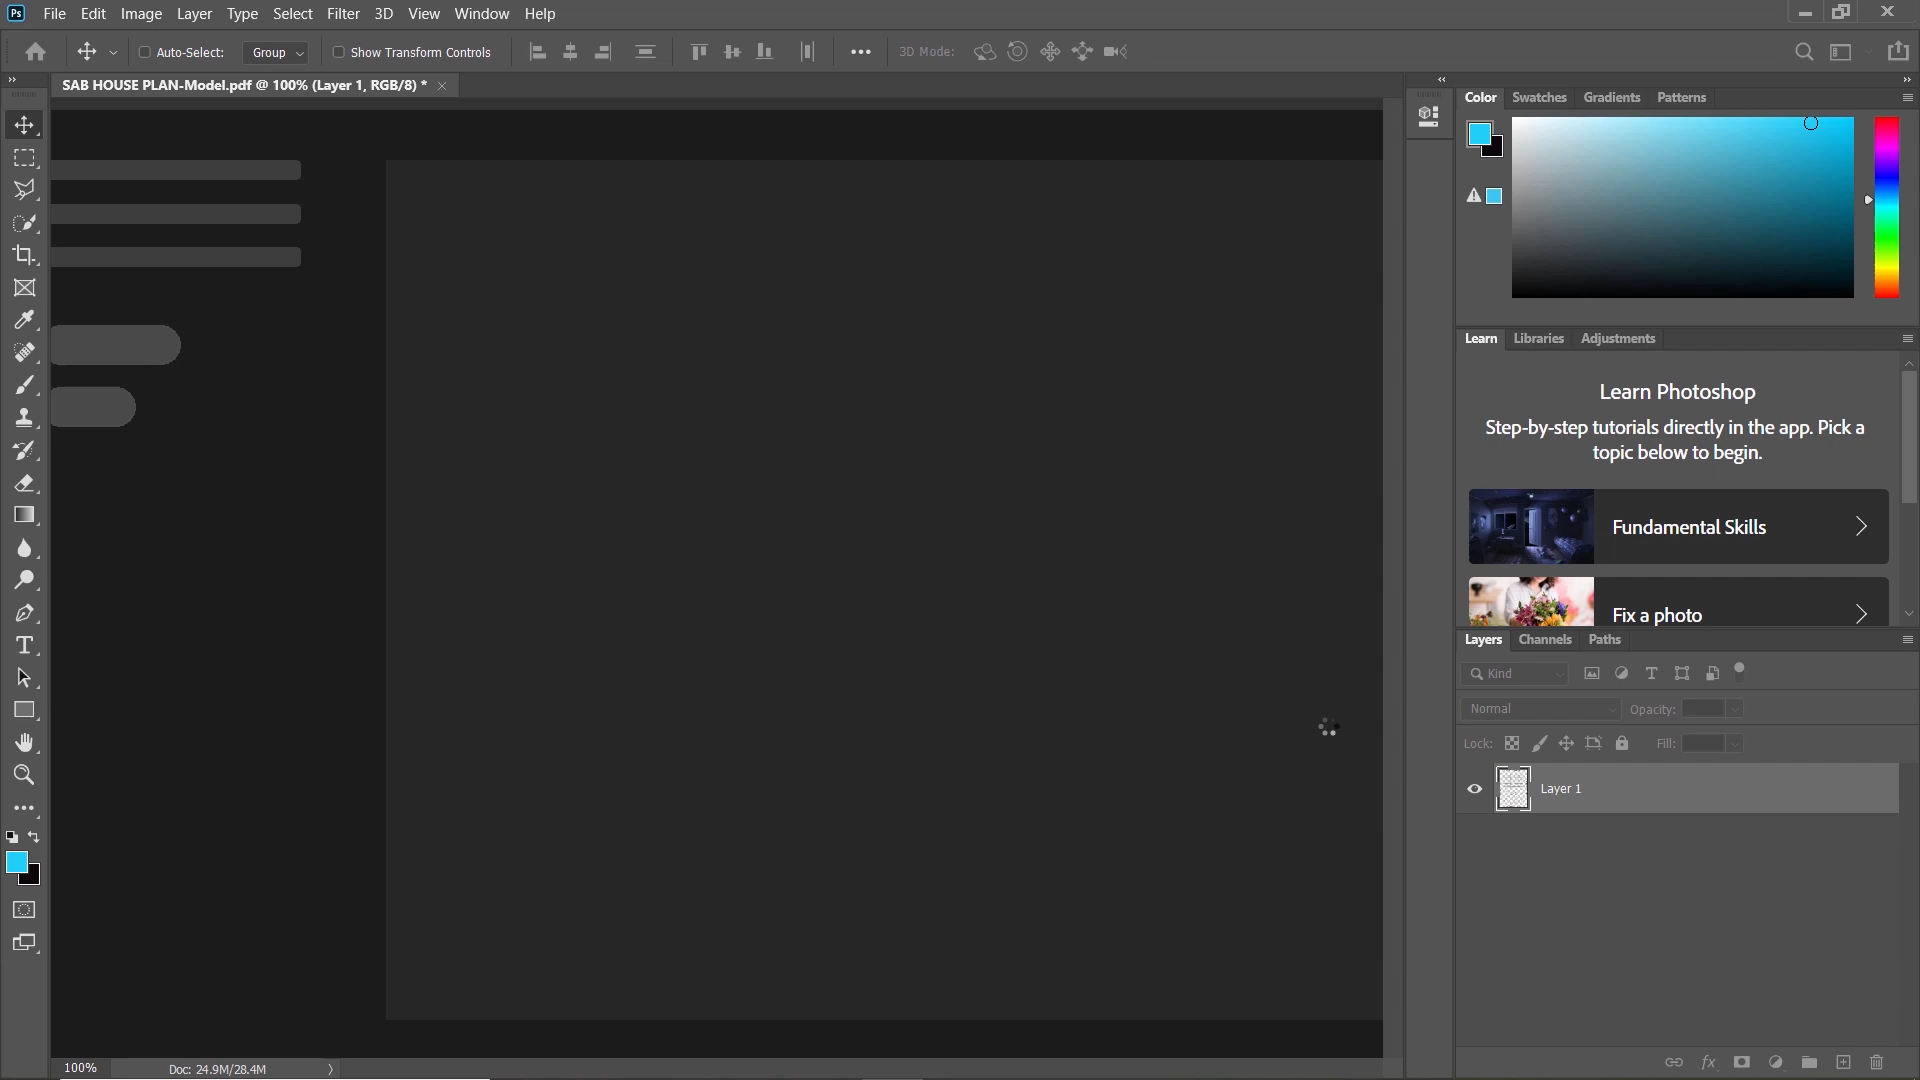 Ps File Edit Image Layer Type Select Filter 3D View Window Help
Auto-Select: Group Show Transform Controls 3D Mode:
SAB HOUSE PLAN-Model.pdf @ 100% (Layer 1, RGB/8) *
Color Swatches Gradients Patterns
Learn Libraries Adjustments
Learn Photoshop
Step-by-step tutorials directly in the app. Pick a
topic below to begin.
Fundamental Skills
Fix a photo
Layers Channels Paths
Kind
Normal Opacity:
Lock: Fill:
Layer 1
100% Doc: 24.9M/28.4M
fx